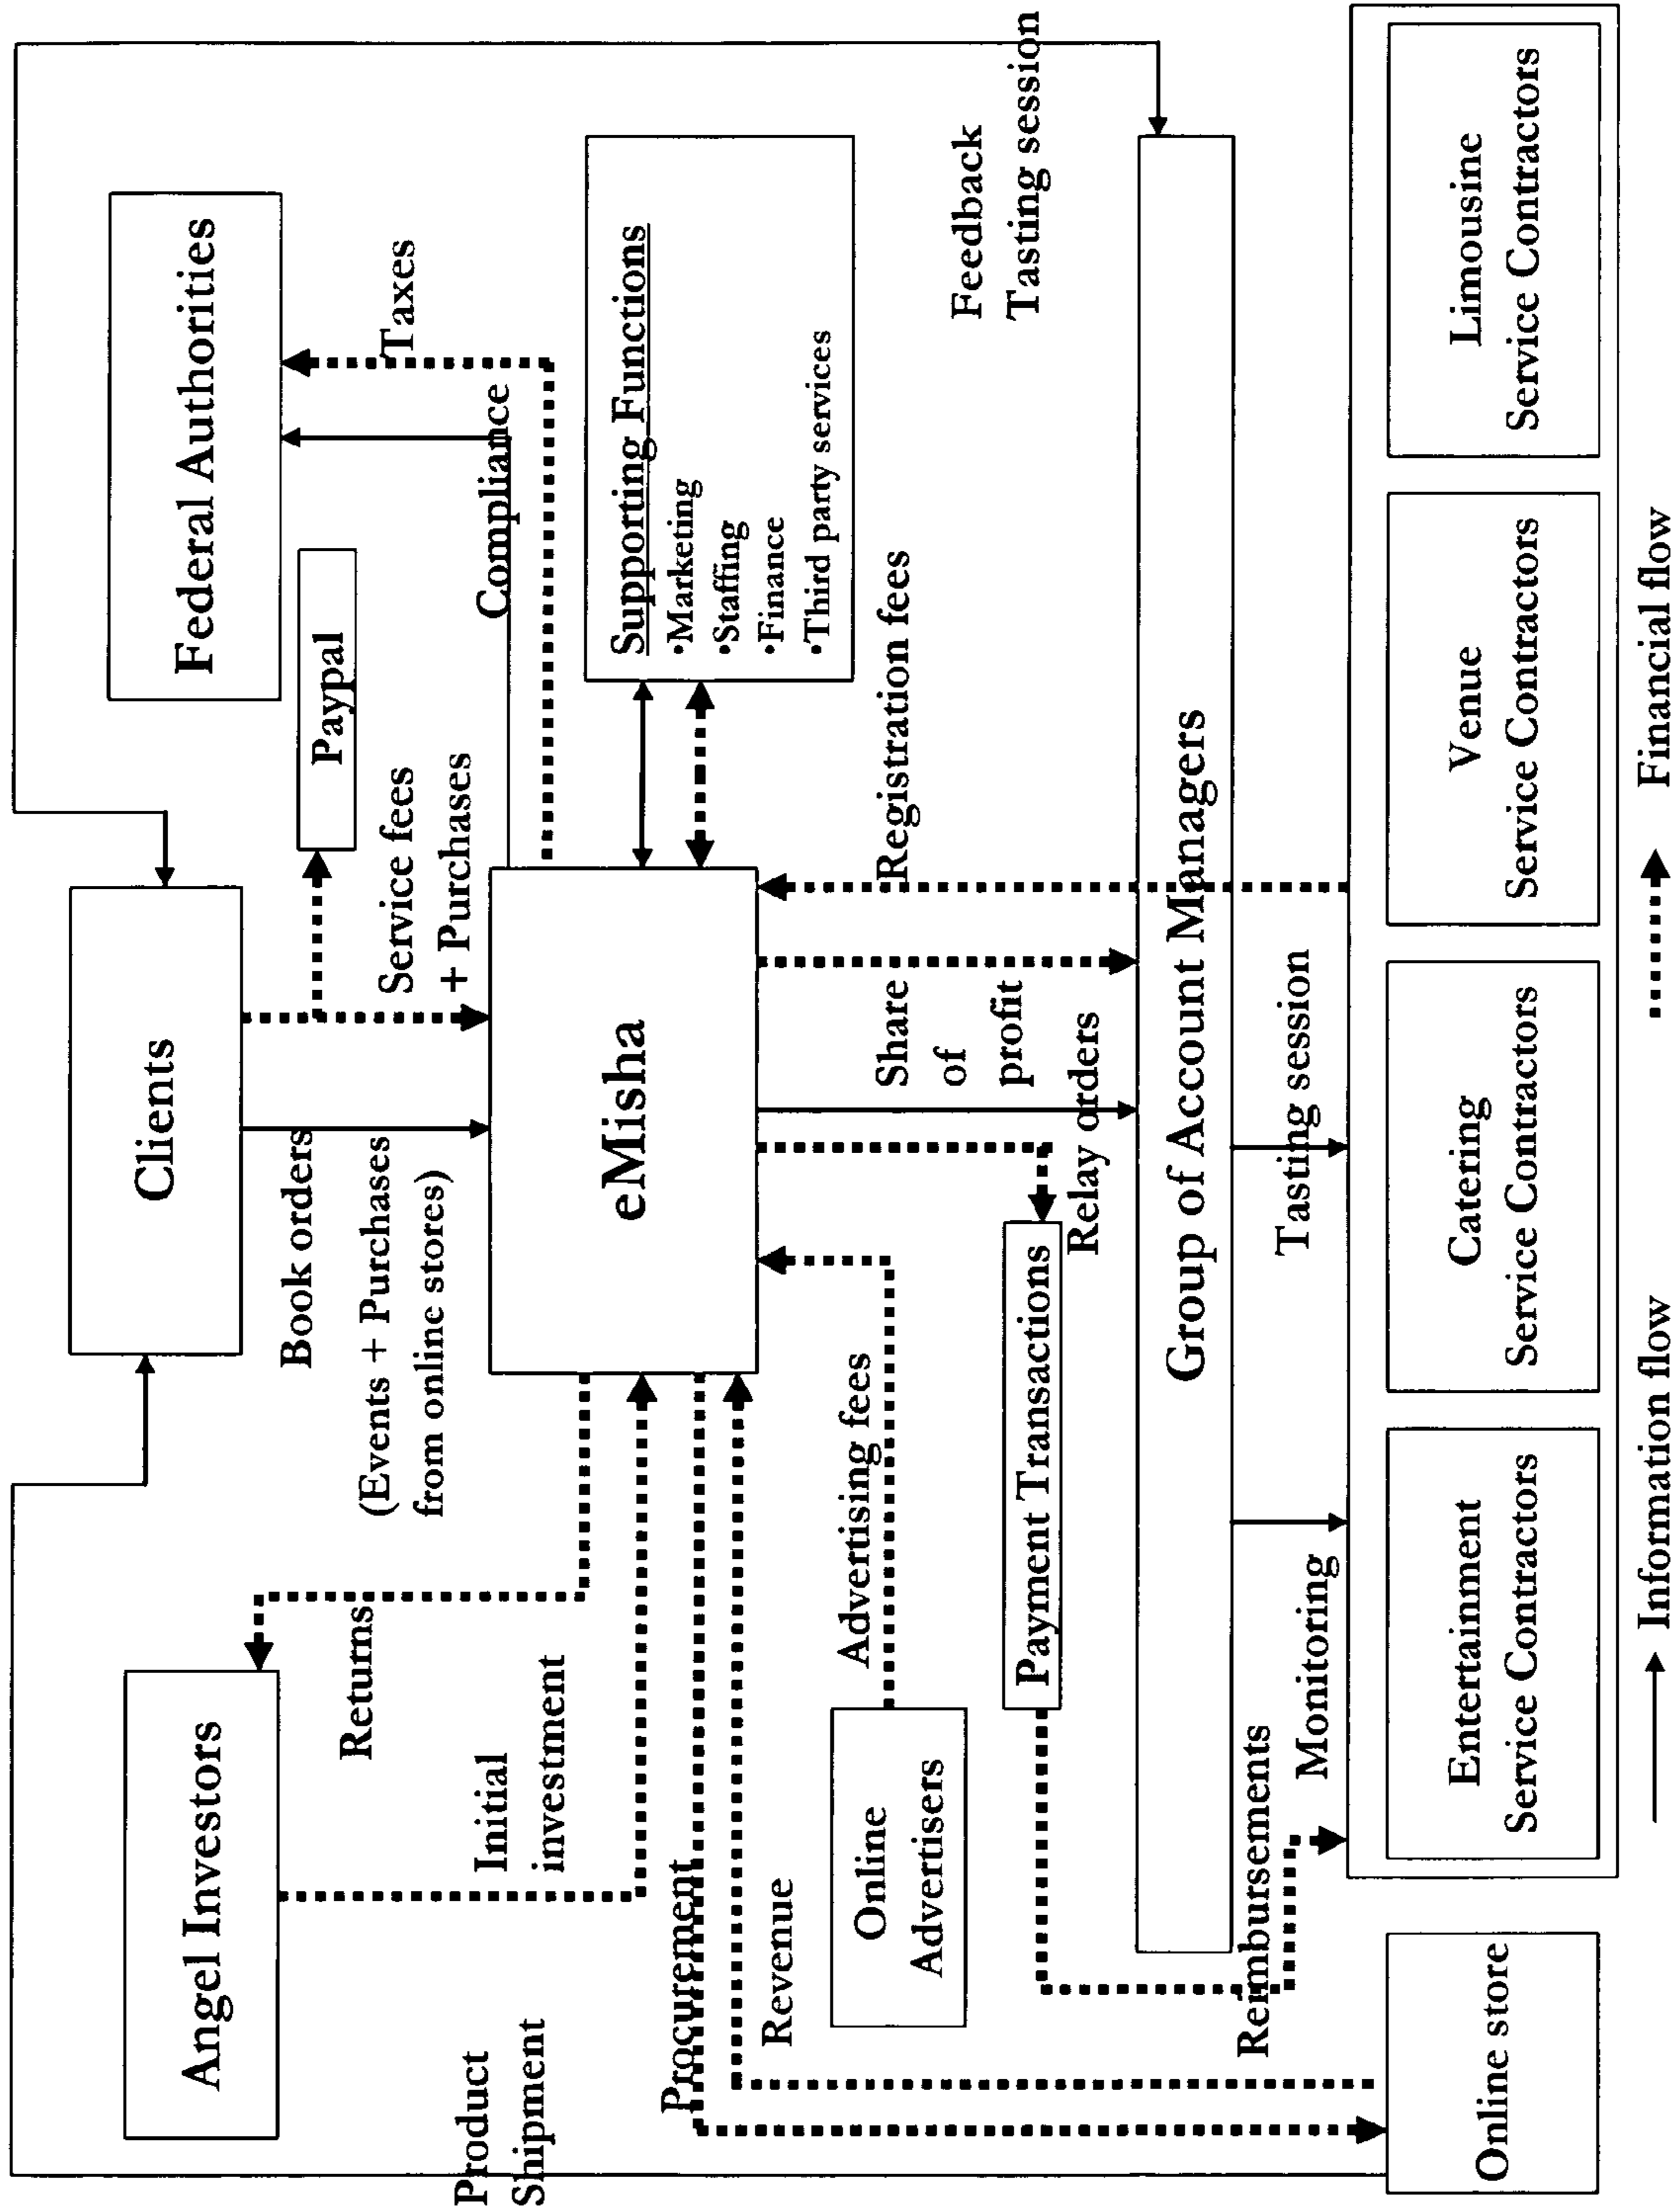 Angel Investors
Clients
Federal Authorities
Paypal
Returns
Book orders
(Events + Purchases
from online stores)
Service fees
+ Purchases
Taxes
Compliance
Product
Shipment
Initial
investment
eMisha
Supporting Functions
•Marketing
•Staffing
•Finance
•Third party services
Procurement
Revenue
Online
Advertisers
Advertising fees
Share
of
profit
Registration fees
Feedback
Tasting session
Payment Transactions
Relay orders
Group of Account Managers
Reimbursements
Monitoring
Tasting session
Online store
Entertainment
Service Contractors
Catering
Service Contractors
Venue
Service Contractors
Limousine
Service Contractors
Information flow
Financial flow